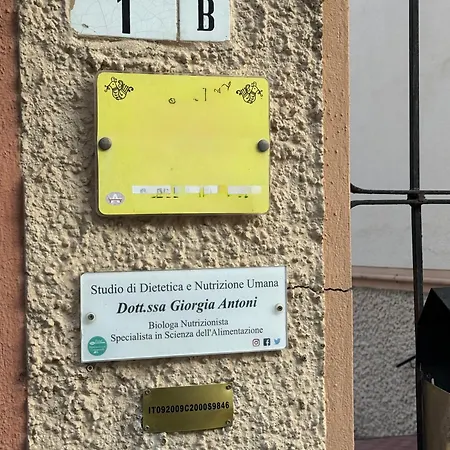 1 B
Studio di Dietetica e Nutrizione Umana
Dott.ssa Giorgia Antoni
Biologa Nutrizionista
Specialista in Scienza dell'Alimentazione
IT092009C2000S9846